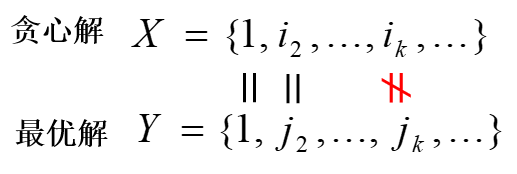 贪心解 X = {1, i₂, ..., iₖ, ...}
= = ≠
最优解 Y = {1, j₂, ..., jₖ, ...}